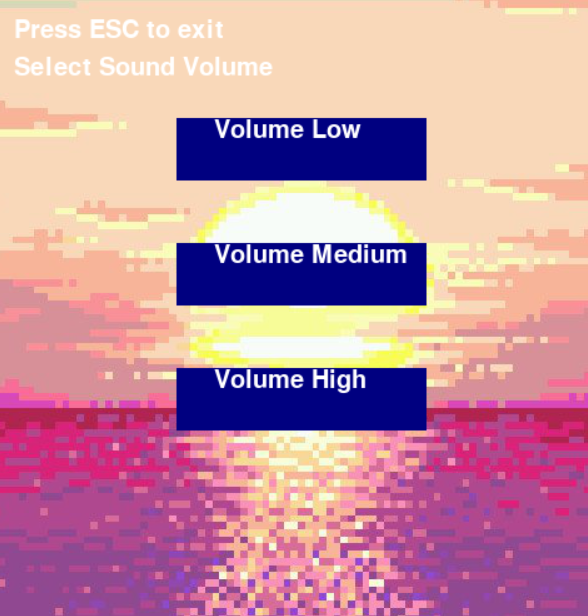 Press ESC to exit
Select Sound Volume
Volume Low
Volume Medium
Volume High